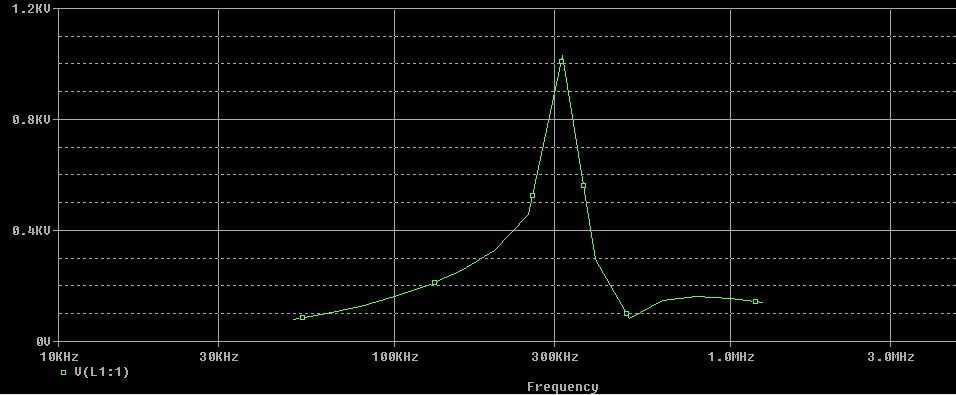 1.2KV
0.8KV
0.4KV
0V
10KHz 30KHz 100KHz 300KHz 1.0MHz 3.0MHz
V(L1:1)
Frequency